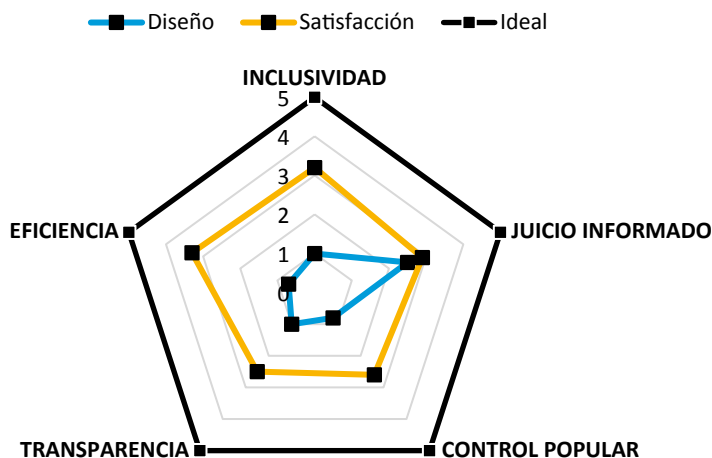 Diseño Satisfacción Ideal
INCLUSIVIDAD
5
4
3
2
1
0
EFICIENCIA
JUICIO INFORMADO
TRANSPARENCIA
CONTROL POPULAR